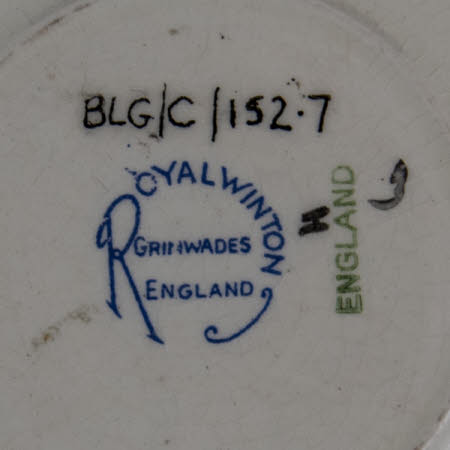 BLG/C/152.7
ROYAL WINTON
GRIMWADES
ENGLAND
H
ENGLAND